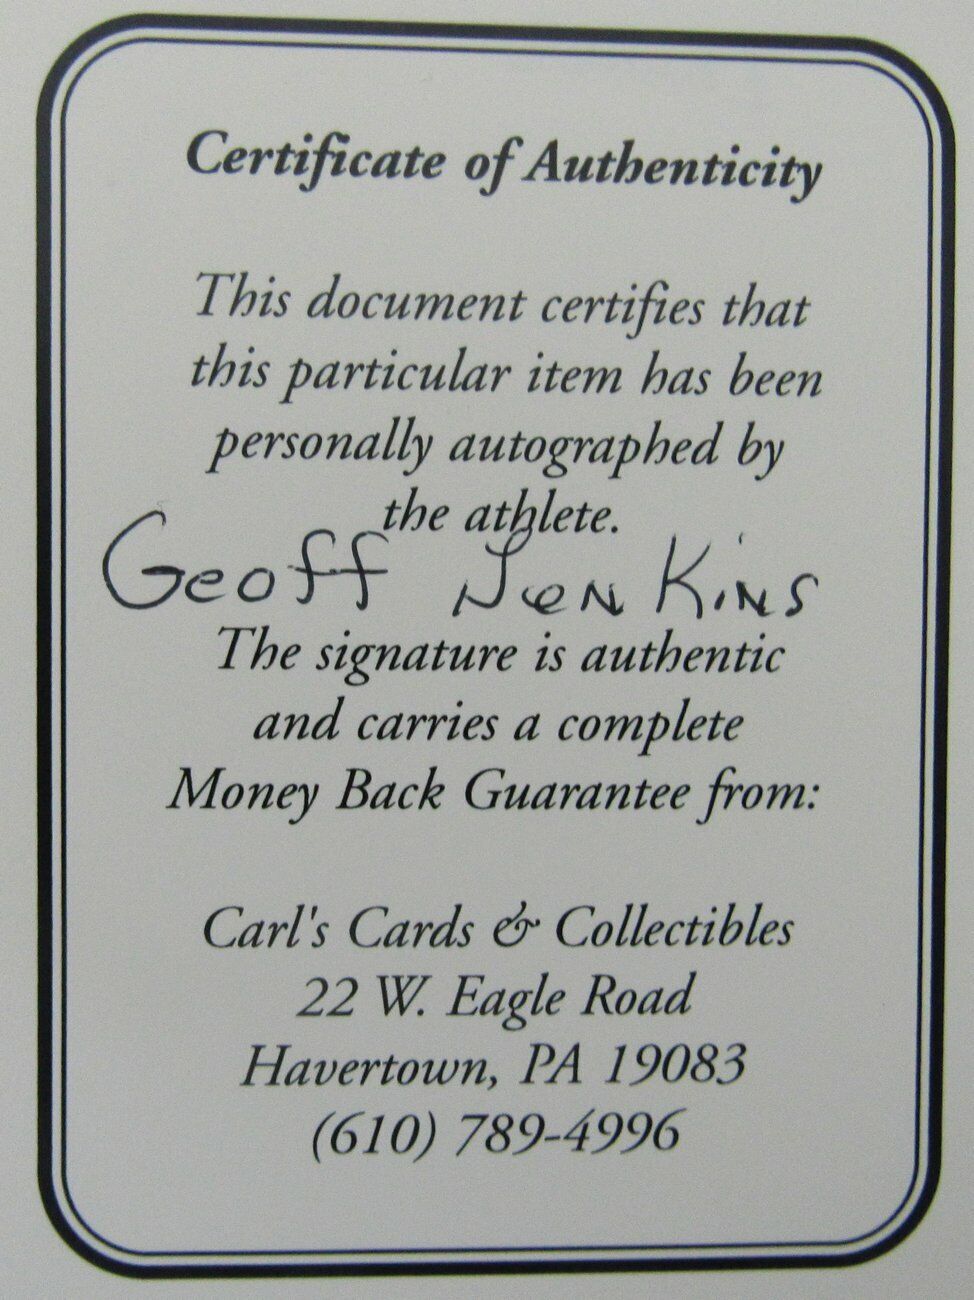 Certificate of Authenticity
This document certifies that
this particular item has been
personally autographed by
the athlete.
Geoff Jenkins
The signature is authentic
and carries a complete
Money Back Guarantee from:
Carl's Cards & Collectibles
22 W. Eagle Road
Havertown, PA 19083
(610) 789-4996